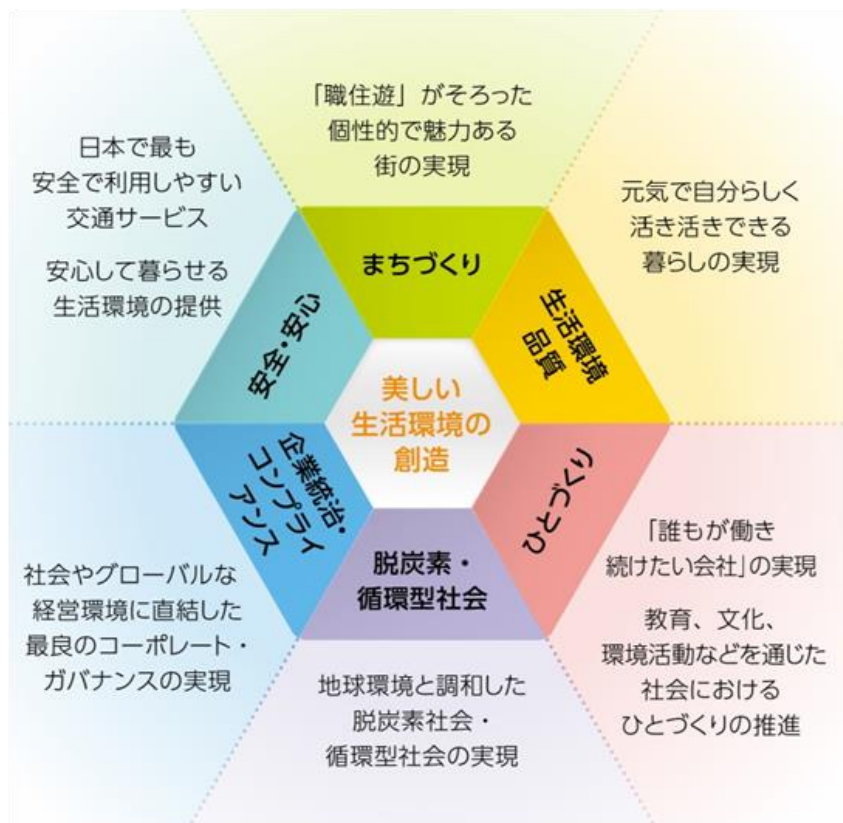 「職住遊」がそろった
個性的で魅力ある
街の実現
まちづくり
元気で自分らしく
活き活きできる
暮らしの実現
生活環境
品質
「誰もが働き
続けたい会社」の実現
教育、文化、
環境活動などを通じた
社会における
ひとづくりの推進
ひとづくり
地球環境と調和した
脱炭素社会・
循環型社会の実現
脱炭素・
循環型社会
社会やグローバルな
経営環境に直結した
最良のコーポレート・
ガバナンスの実現
企業統治・
コンプライ
アンス
日本で最も
安全で利用しやすい
交通サービス
安心して暮らせる
生活環境の提供
安全・安心
美しい
生活環境の
創造